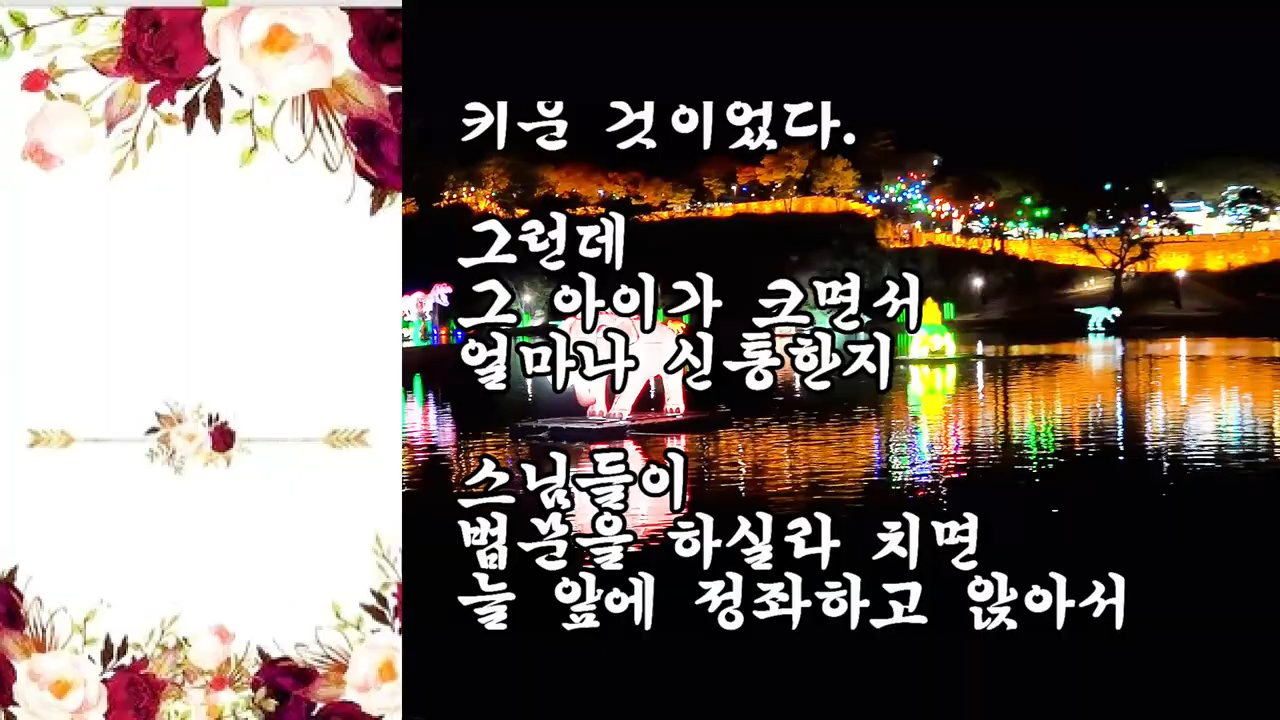 키운 것이었다.
그런데
그 아이가 크면서
얼마나 신통한지
스님들이
범문을 하실라 치면
늘 앞에 정좌하고 앉아서